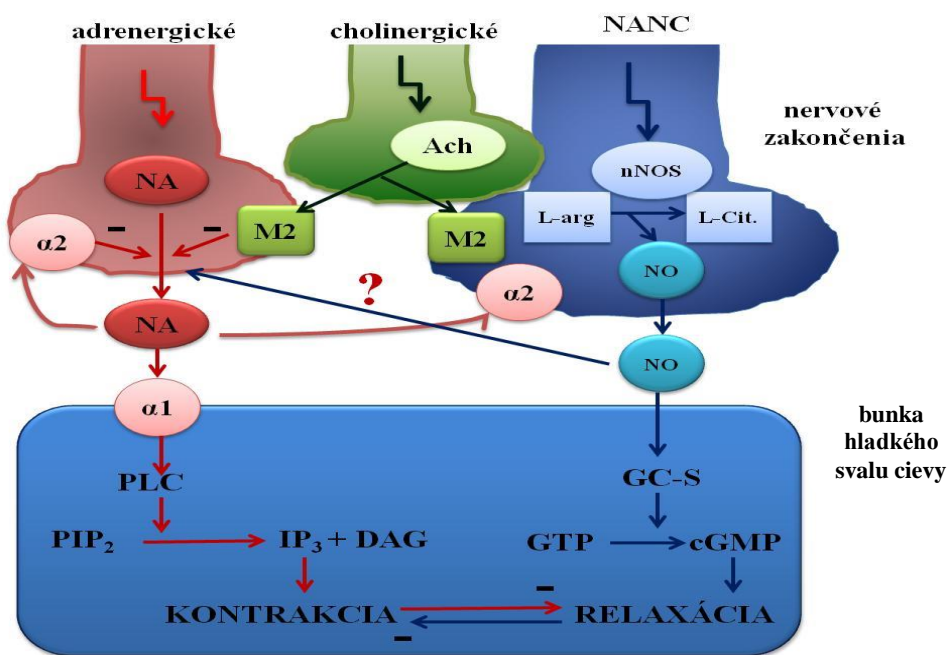 adrenergické
cholinergické
NANC
nervové
zakončenia
Ach
nNOS
NA
L-arg
L-Cit.
α2
–
–
M2
M2
NO
α2
?
NA
NO
α1
bunka
hladkého
svalu cievy
PLC
GC-S
PIP₂
IP₃ + DAG
GTP
cGMP
–
KONTRAKCIA
RELAXÁCIA
–